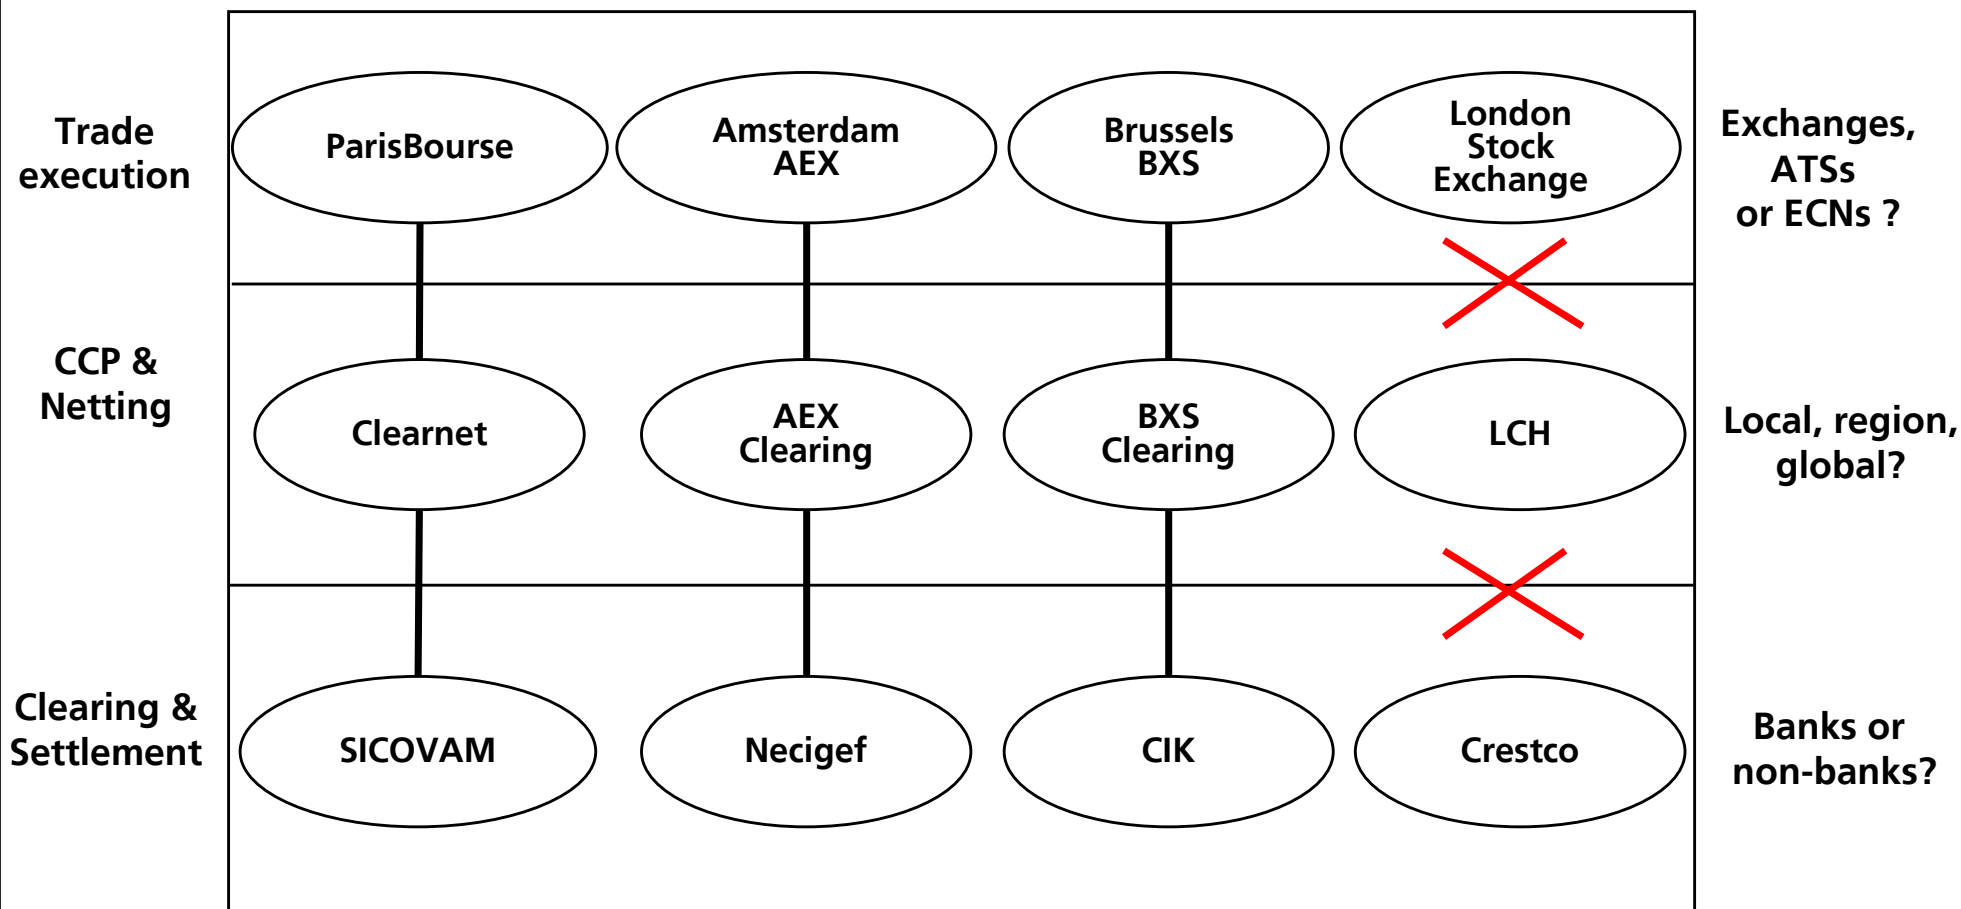 Trade
execution
ParisBourse
Amsterdam
AEX
Brussels
BXS
London
Stock
Exchange
Exchanges,
ATSs
or ECNs ?
CCP &
Netting
Clearnet
AEX
Clearing
BXS
Clearing
LCH
Local, region,
global?
Clearing &
Settlement
SICOVAM
Necigef
CIK
Crestco
Banks or
non-banks?